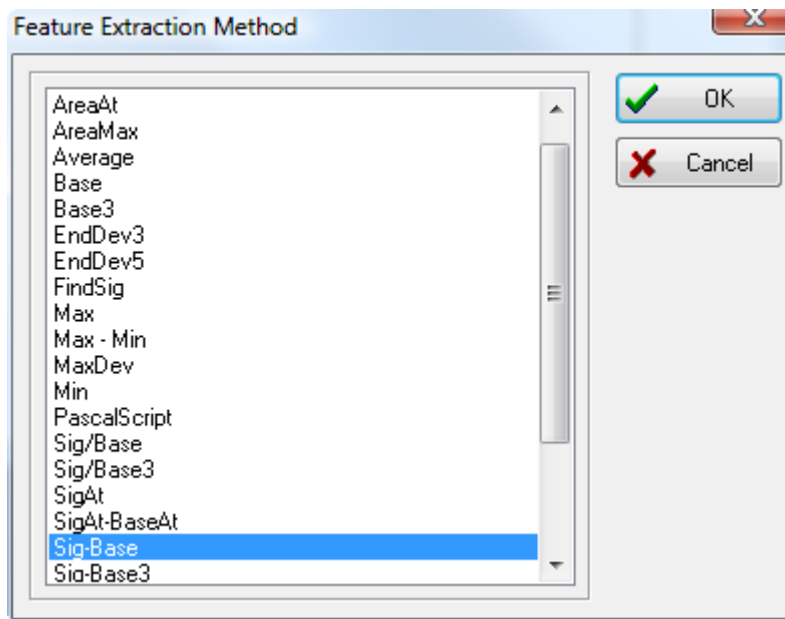 Feature Extraction Method
AreaAt
AreaMax
Average
Base
Base3
EndDev3
EndDev5
FindSig
Max
Max - Min
MaxDev
Min
PascalScript
Sig/Base
Sig/Base3
SigAt
SigAt-BaseAt
Sig-Base
Sig-Base3
OK
Cancel